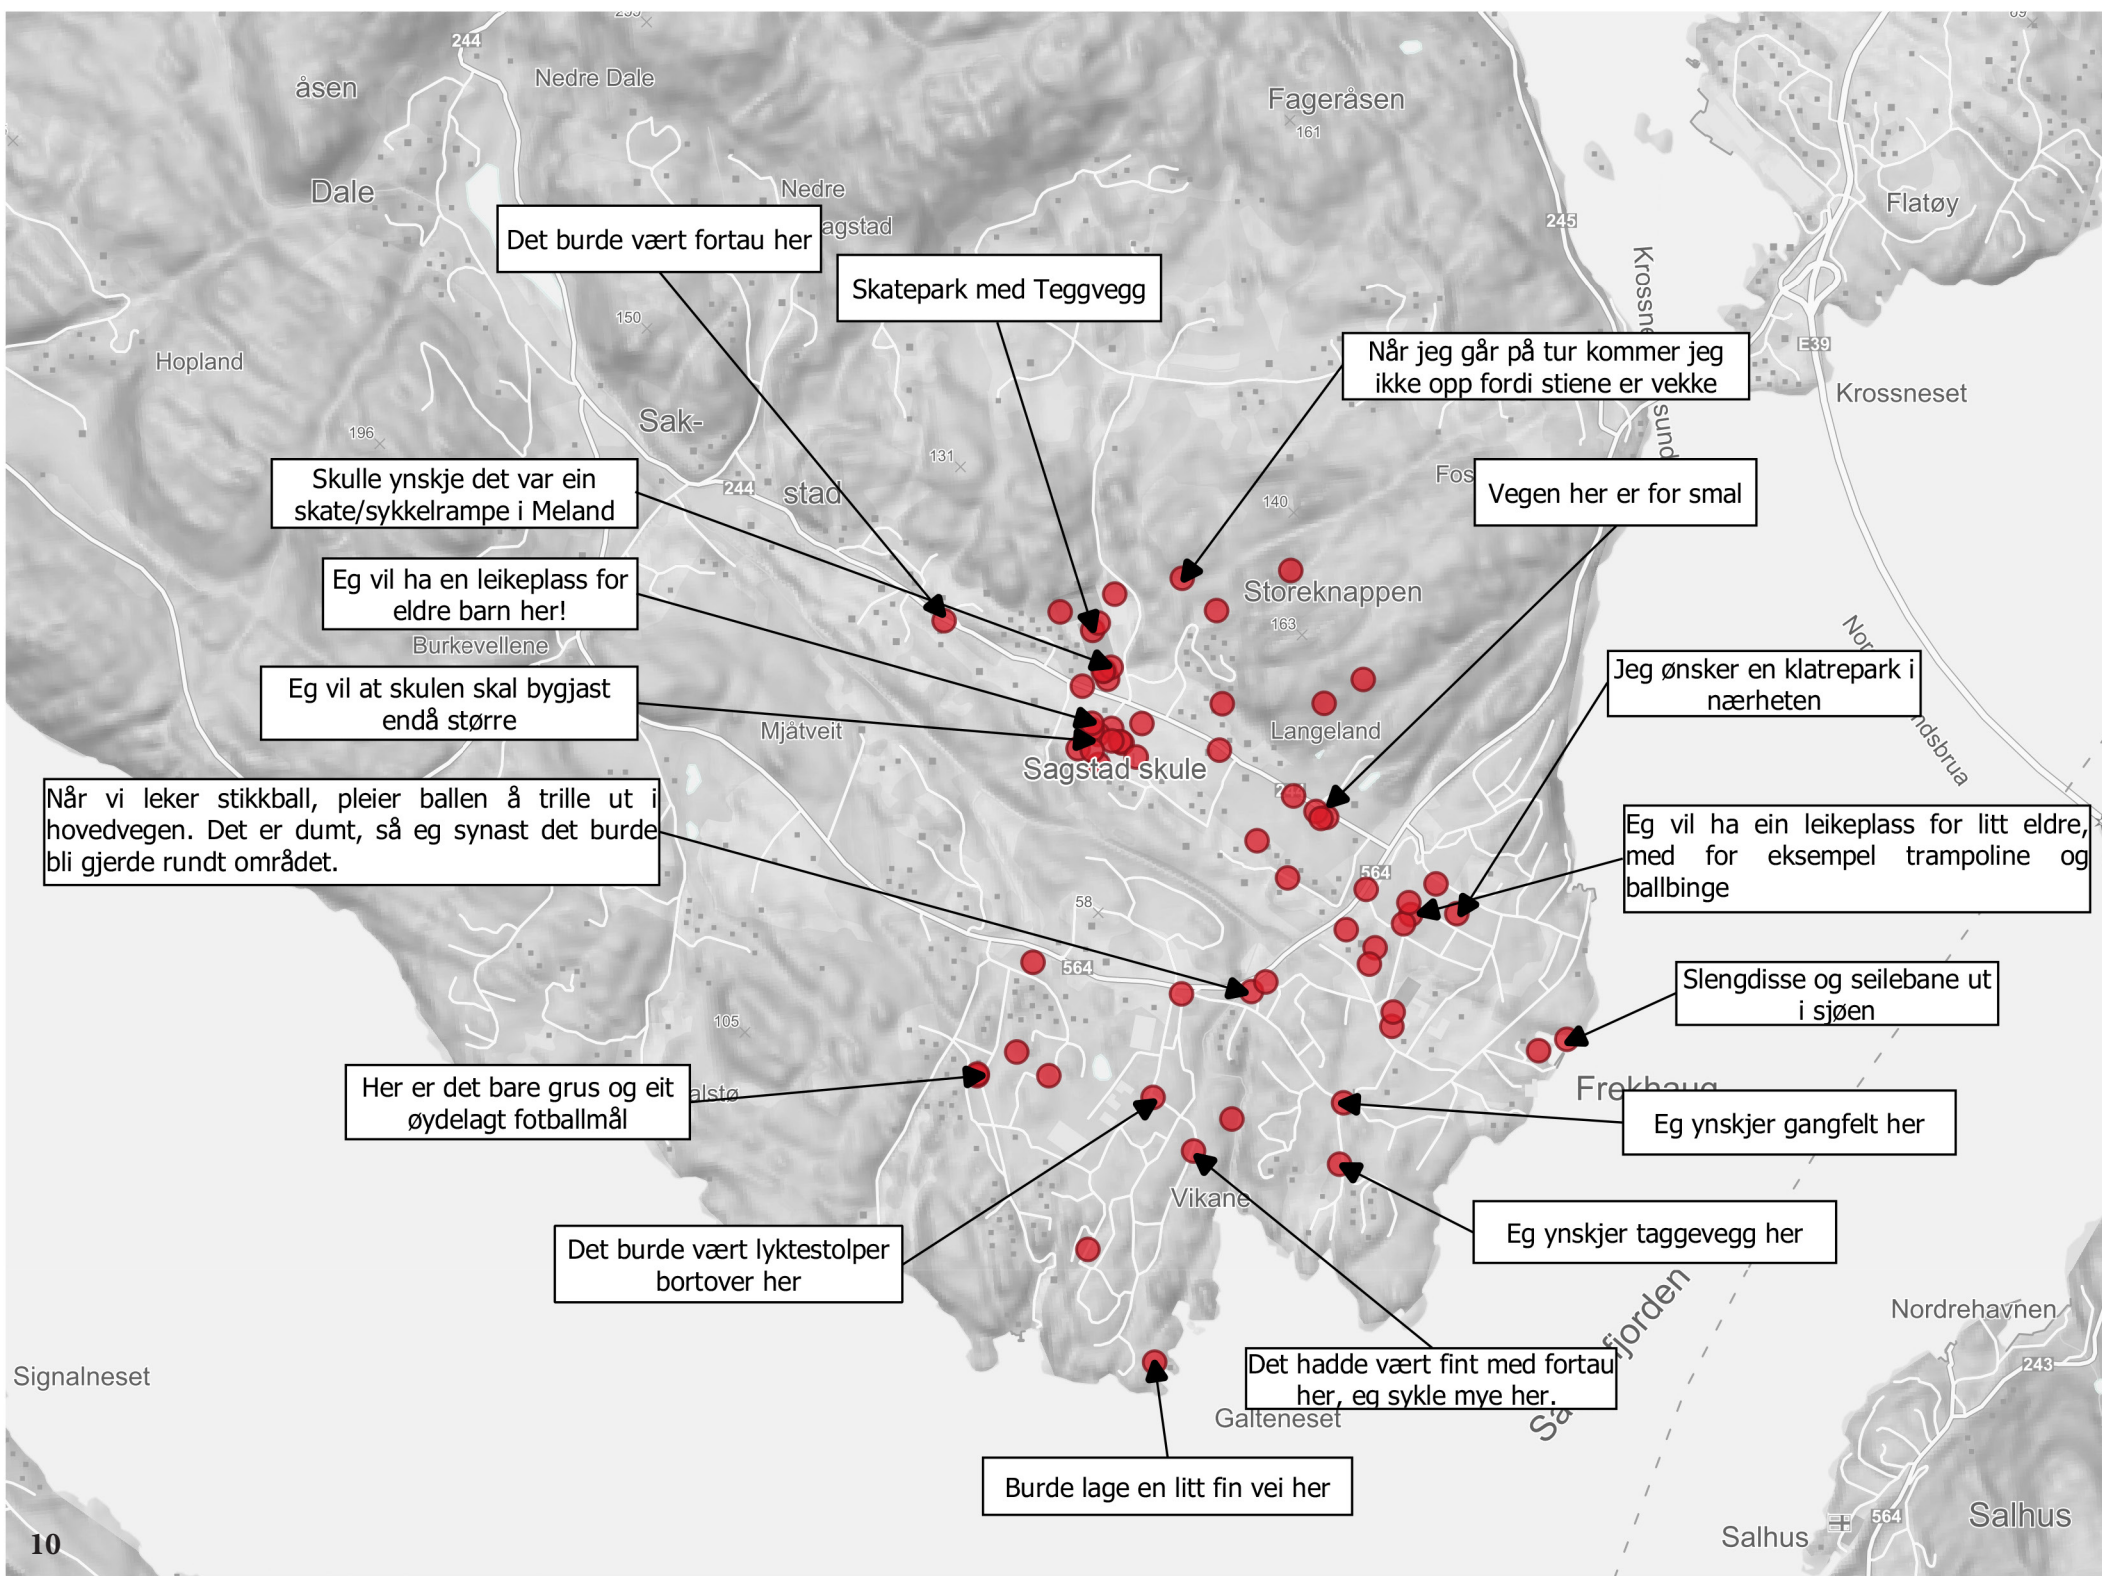 244
Nedre Dale
åsen
Fageråsen
161
69
Dale
Nedre
agstad
Flatøy
245
Det burde vært fortau her
Skatepark med Teggvegg
150
Hopland
Når jeg går på tur kommer jeg
ikke opp fordi stiene er vekke
E39
Krossneset
sund
Sak-
stad
196
131
244
140
Skulle ynskje det var ein
skate/sykkelrampe i Meland
Fos
Vegen her er for smal
Eg vil ha en leikeplass for
eldre barn her!
Storeknappen
163
Burkevellene
Eg vil at skulen skal bygjast
endå større
Jeg ønsker en klatrepark i
nærheten
Mjåtveit
Langeland
ndsbrua
Sagstad skule
Når vi leker stikkball, pleier ballen å trille ut i
hovedvegen. Det er dumt, så eg synast det burde
bli gjerde rundt området.
Eg vil ha ein leikeplass for litt eldre,
med for eksempel trampoline og
ballbinge
564
58
564
Slengdisse og seilebane ut
i sjøen
105
Her er det bare grus og eit
øydelagt fotballmål
alstø
Frekhaug
Eg ynskjer gangfelt her
Vikane
Eg ynskjer taggevegg her
Det burde vært lyktestolper
bortover her
fjorden
Nordrehavnen
243
Signalneset
Det hadde vært fint med fortau
her, eg sykle mye her.
Galteneset
Burde lage en litt fin vei her
564
Salhus
Salhus
10